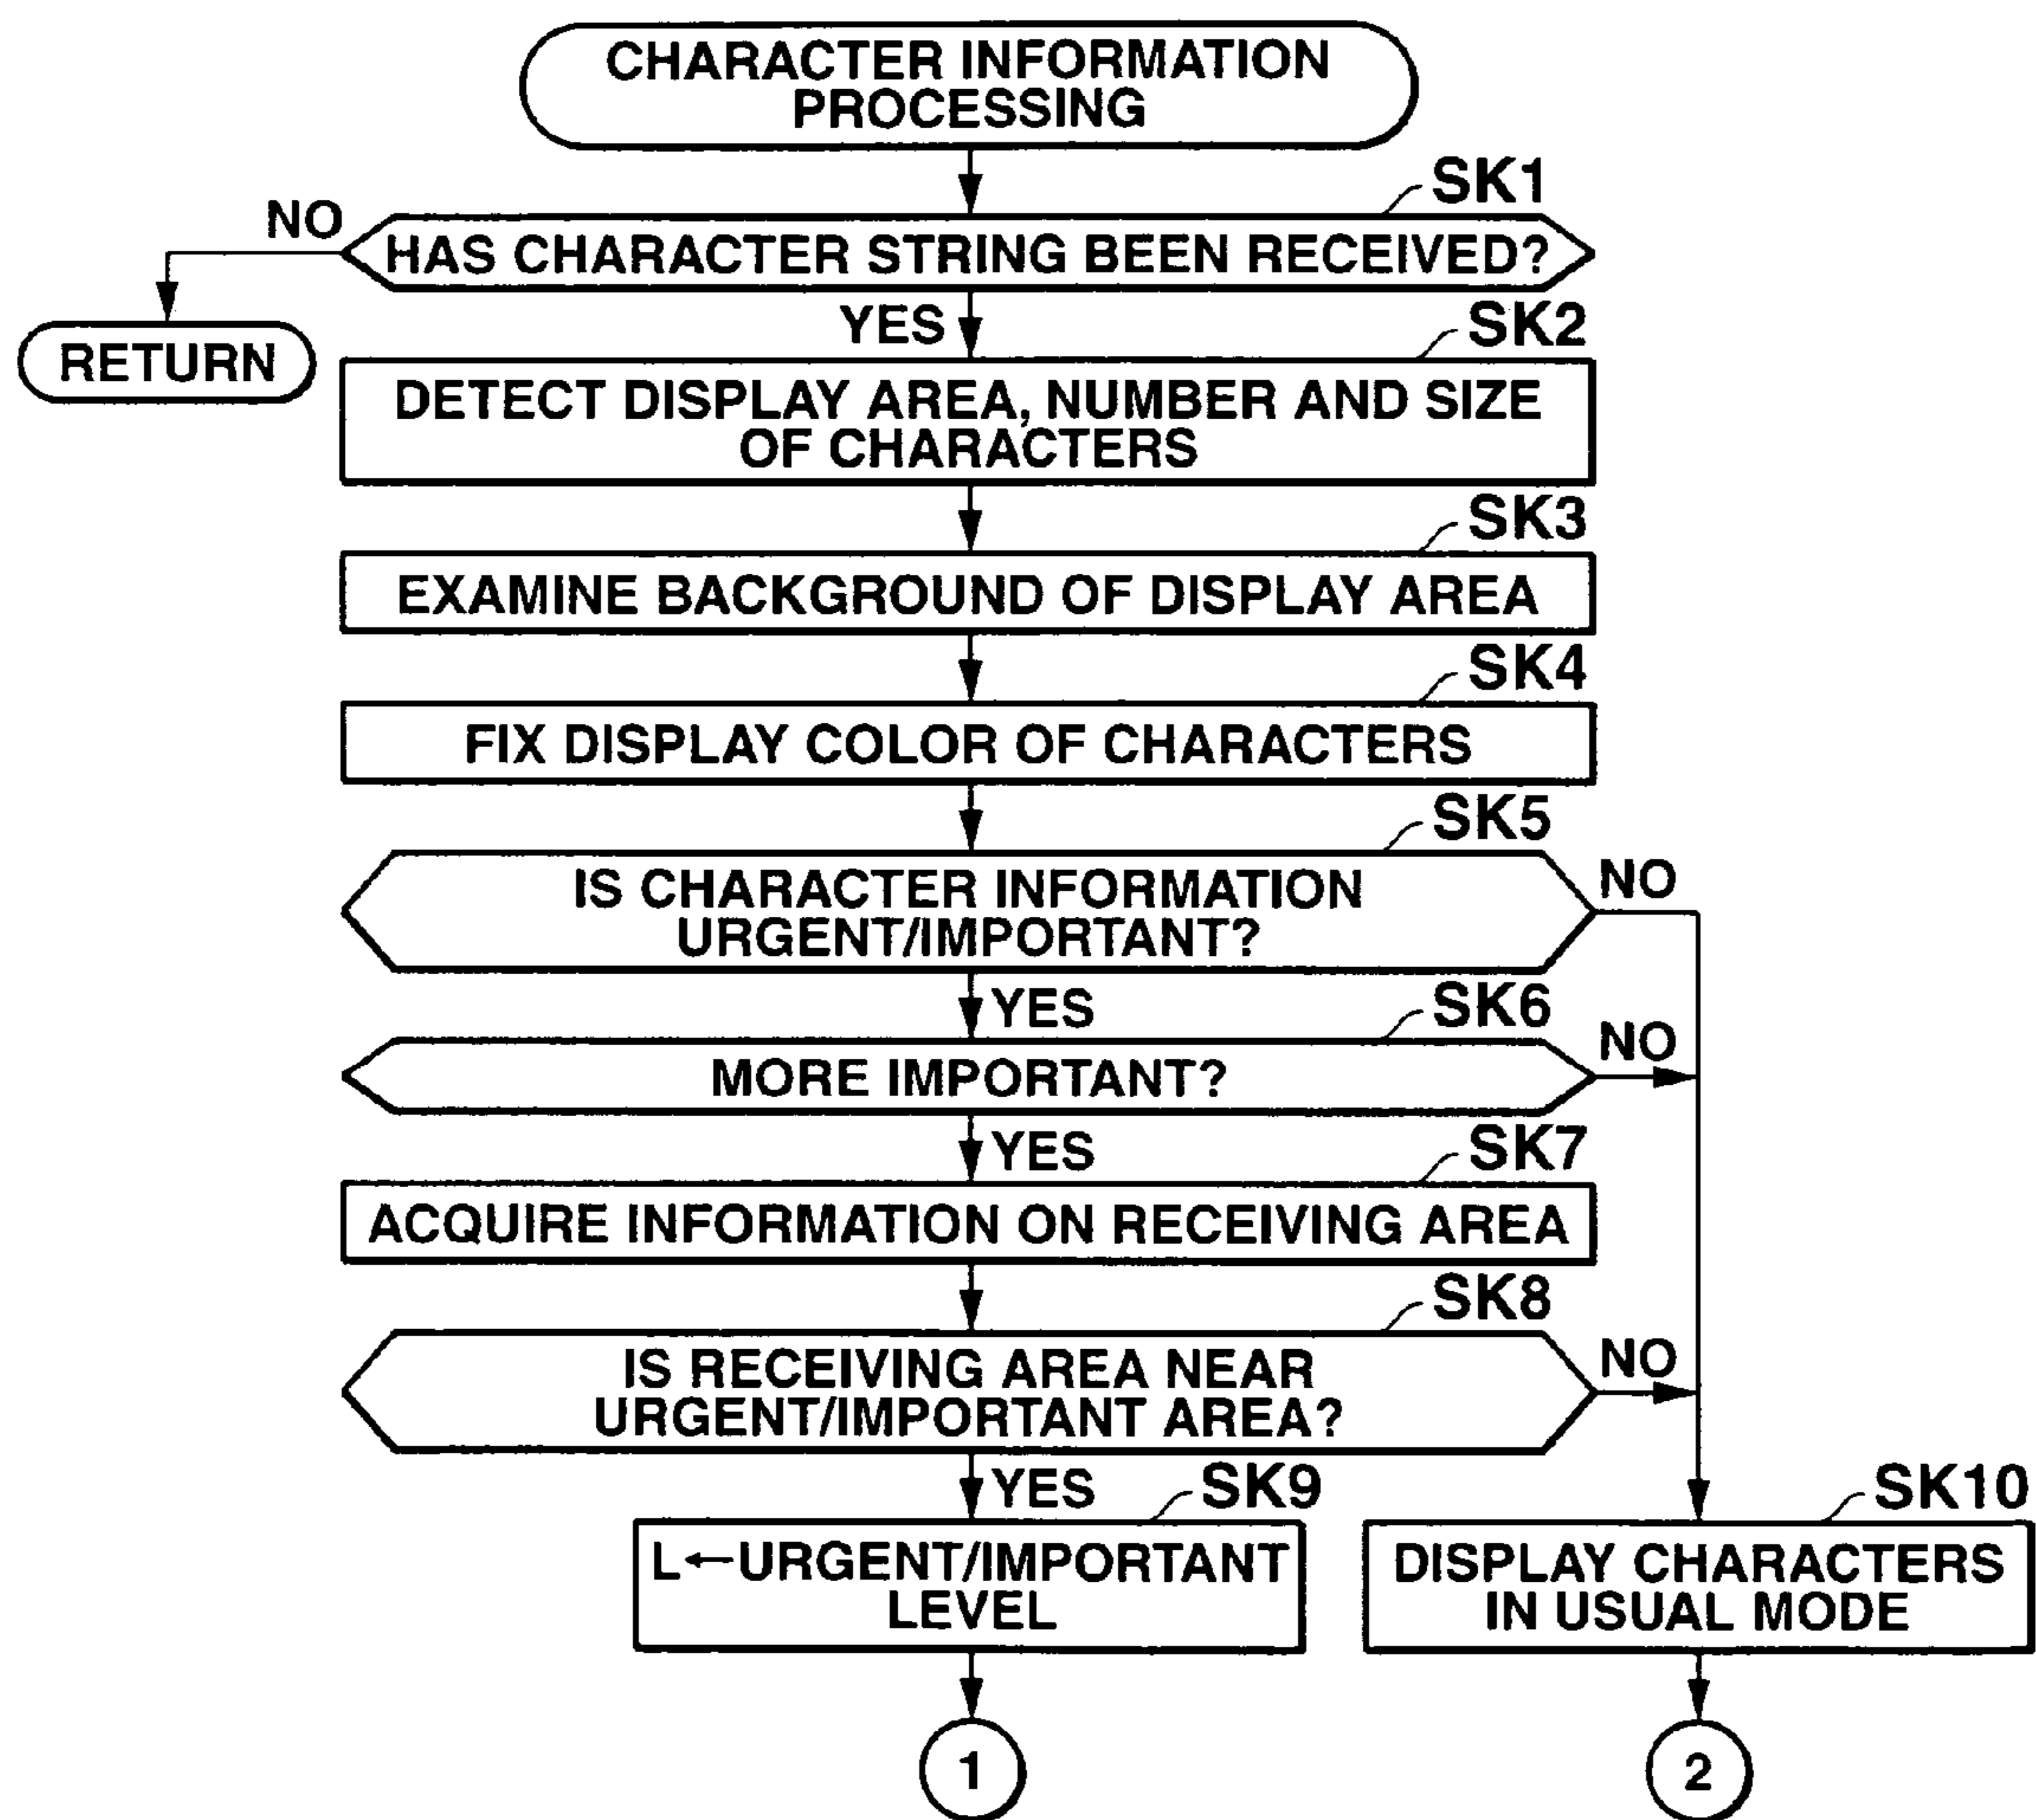 CHARACTER INFORMATION
PROCESSING
SK1
NO
HAS CHARACTER STRING BEEN RECEIVED?
YES
SK2
RETURN
DETECT DISPLAY AREA, NUMBER AND SIZE
OF CHARACTERS
SK3
EXAMINE BACKGROUND OF DISPLAY AREA
SK4
FIX DISPLAY COLOR OF CHARACTERS
SK5
IS CHARACTER INFORMATION
URGENT/IMPORTANT?
NO
YES
SK6
MORE IMPORTANT?
NO
YES
SK7
ACQUIRE INFORMATION ON RECEIVING AREA
SK8
IS RECEIVING AREA NEAR
URGENT/IMPORTANT AREA?
NO
YES
SK9
L←URGENT/IMPORTANT
LEVEL
SK10
DISPLAY CHARACTERS
IN USUAL MODE
1
2